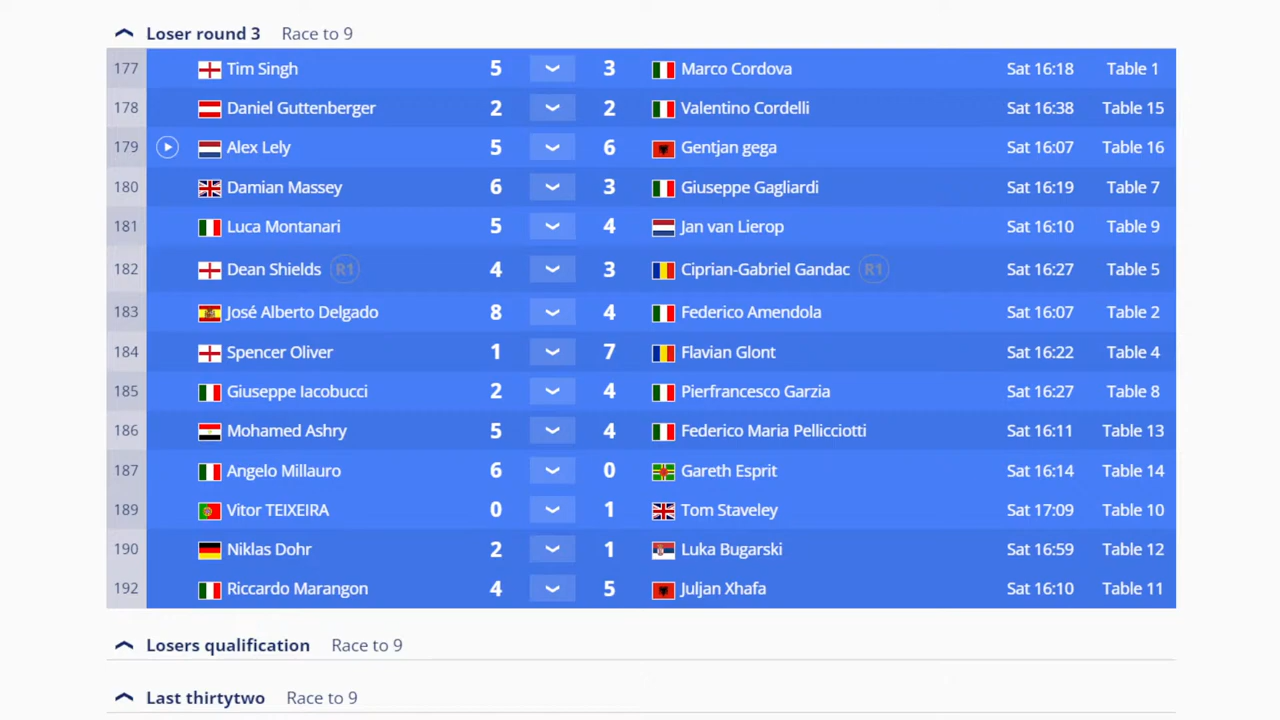 Loser round 3 Race to 9
177 Tim Singh 5 3 Marco Cordova Sat 16:18 Table 1
178 Daniel Guttenberger 2 2 Valentino Cordelli Sat 16:38 Table 15
179 Alex Lely 5 6 Gentjan gega Sat 16:07 Table 16
180 Damian Massey 6 3 Giuseppe Gagliardi Sat 16:19 Table 7
181 Luca Montanari 5 4 Jan van Lierop Sat 16:10 Table 9
182 Dean Shields R1 4 3 Ciprian-Gabriel Gandac R1 Sat 16:27 Table 5
183 José Alberto Delgado 8 4 Federico Amendola Sat 16:07 Table 2
184 Spencer Oliver 1 7 Flavian Glont Sat 16:22 Table 4
185 Giuseppe Iacobucci 2 4 Pierfrancesco Garzia Sat 16:27 Table 8
186 Mohamed Ashry 5 4 Federico Maria Pellicciotti Sat 16:11 Table 13
187 Angelo Millauro 6 0 Gareth Esprit Sat 16:14 Table 14
189 Vitor TEIXEIRA 0 1 Tom Staveley Sat 17:09 Table 10
190 Niklas Dohr 2 1 Luka Bugarski Sat 16:59 Table 12
192 Riccardo Marangon 4 5 Juljan Xhafa Sat 16:10 Table 11
Losers qualification Race to 9
Last thirtytwo Race to 9